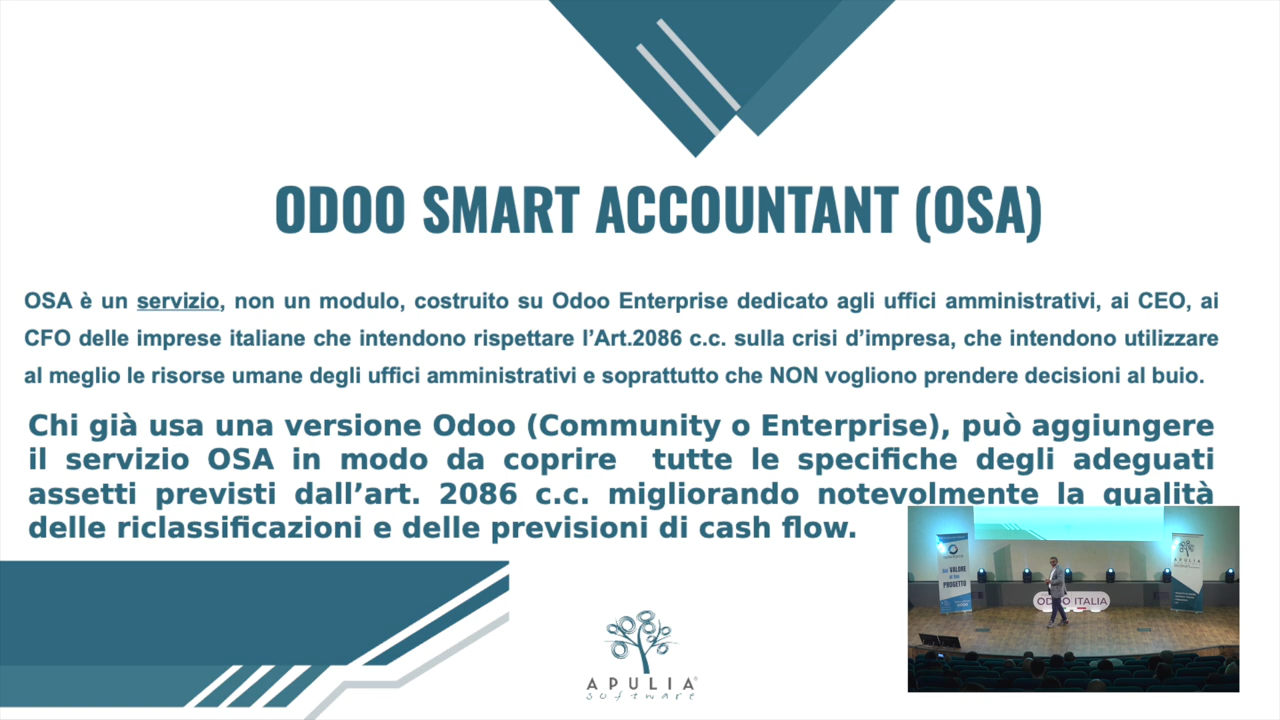 ODOO SMART ACCOUNTANT (OSA)
OSA è un servizio, non un modulo, costruito su Odoo Enterprise dedicato agli uffici amministrativi, ai CEO, ai
CFO delle imprese italiane che intendono rispettare l’Art.2086 c.c. sulla crisi d’impresa, che intendono utilizzare
al meglio le risorse umane degli uffici amministrativi e soprattutto che NON vogliono prendere decisioni al buio.
Chi già usa una versione Odoo (Community o Enterprise), può aggiungere
il servizio OSA in modo da coprire tutte le specifiche degli adeguati
assetti previsti dall’art. 2086 c.c. migliorando notevolmente la qualità
delle riclassificazioni e delle previsioni di cash flow.
VALORE
PROGETTO
APULIA
ODOO ITALIA
APULIA®
software